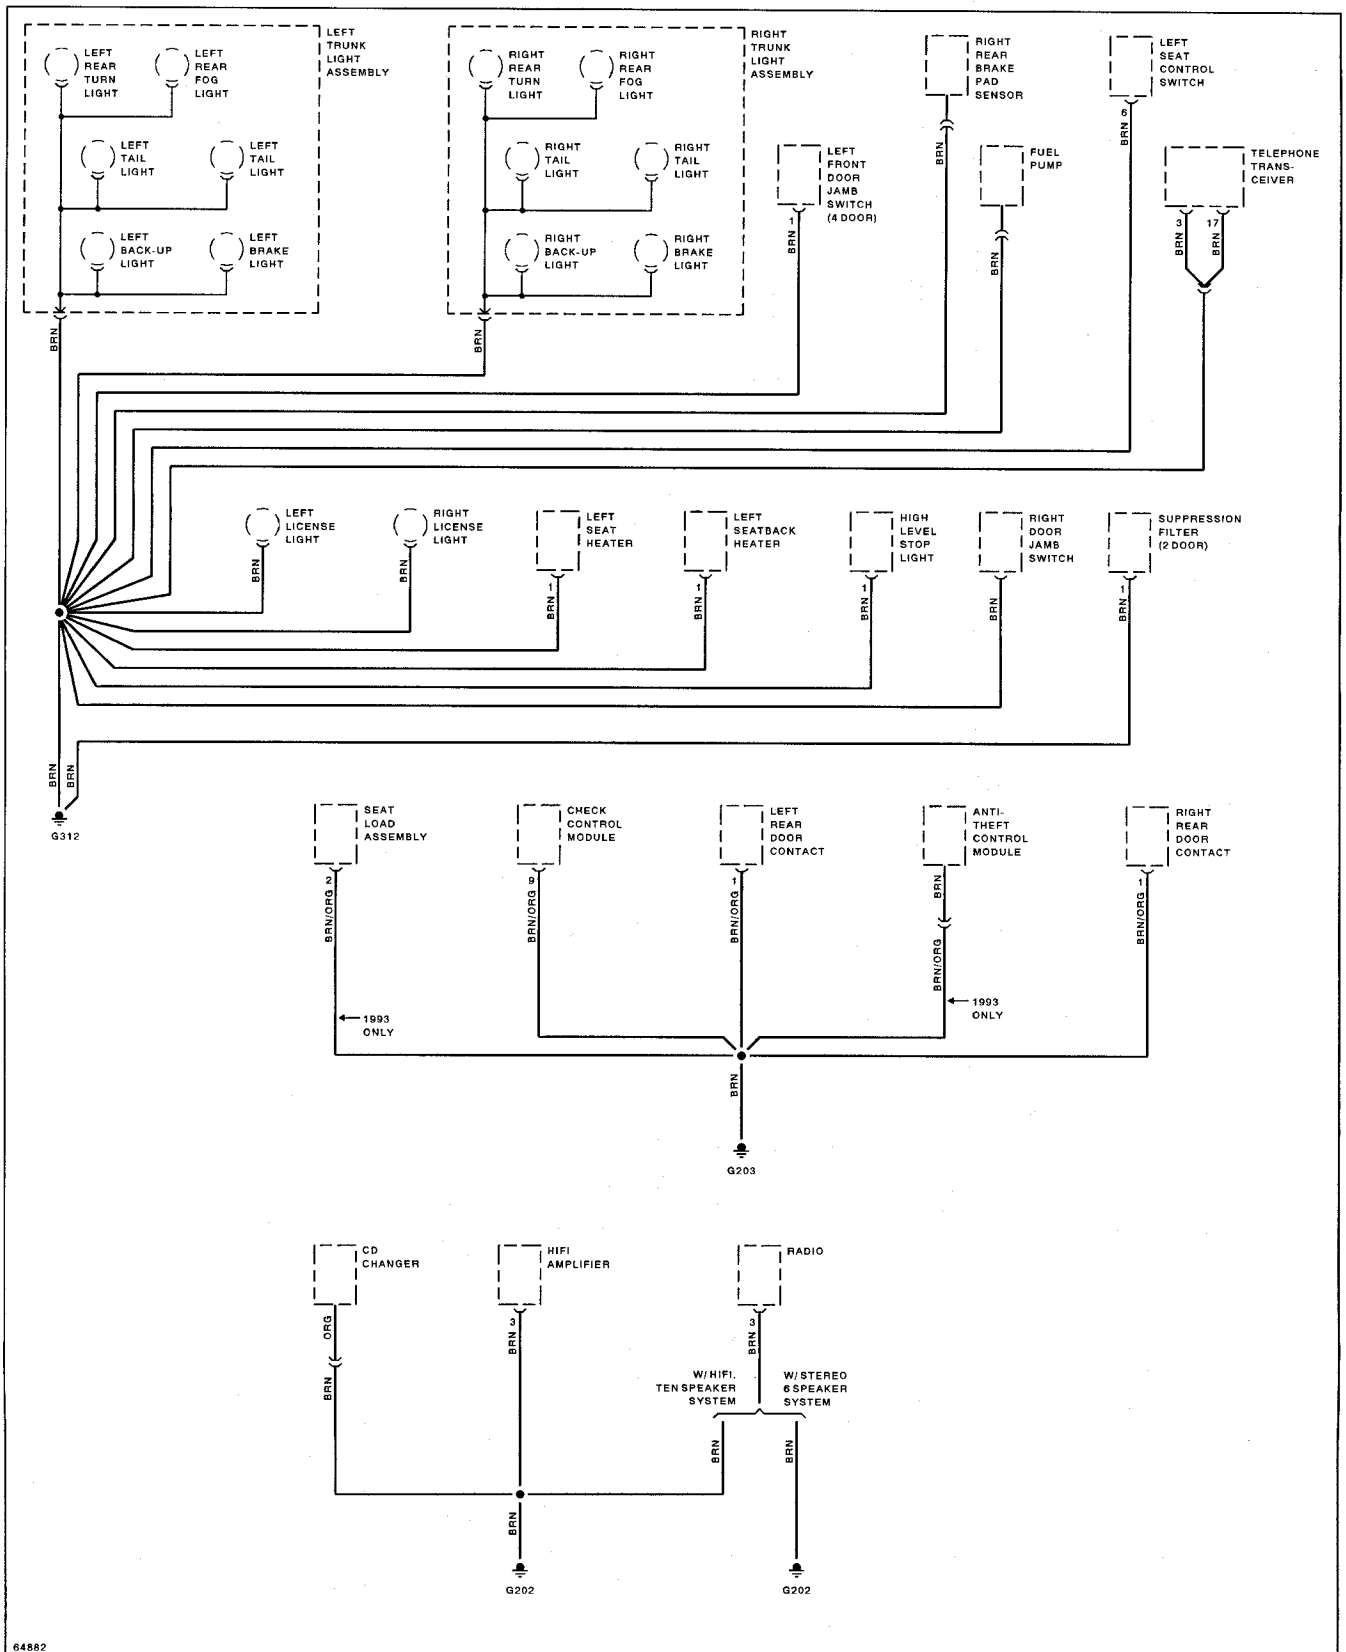 LEFT
TRUNK
LIGHT
ASSEMBLY
LEFT
REAR
TURN
LIGHT
LEFT
REAR
FOG
LIGHT
LEFT
TAIL
LIGHT
LEFT
TAIL
LIGHT
LEFT
BACK-UP
LIGHT
LEFT
BRAKE
LIGHT
BRN
RIGHT
TRUNK
LIGHT
ASSEMBLY
RIGHT
REAR
TURN
LIGHT
RIGHT
REAR
FOG
LIGHT
RIGHT
TAIL
LIGHT
RIGHT
TAIL
LIGHT
RIGHT
BACK-UP
LIGHT
RIGHT
BRAKE
LIGHT
BRN
LEFT
FRONT
DOOR
JAMB
SWITCH
(4 DOOR)
1
BRN
RIGHT
REAR
BRAKE
PAD
SENSOR
BRN
FUEL
PUMP
BRN
LEFT
SEAT
CONTROL
SWITCH
6
BRN
TELEPHONE
TRANS-
CEIVER
3
17
BRN
BRN
LEFT
LICENSE
LIGHT
BRN
RIGHT
LICENSE
LIGHT
BRN
LEFT
SEAT
HEATER
1
BRN
LEFT
SEATBACK
HEATER
1
BRN
HIGH
LEVEL
STOP
LIGHT
1
BRN
RIGHT
DOOR
JAMB
SWITCH
BRN
SUPPRESSION
FILTER
(2 DOOR)
1
BRN
BRN
BRN
G312
SEAT
LOAD
ASSEMBLY
2
BRN/ORG
1993
ONLY
CHECK
CONTROL
MODULE
9
BRN/ORG
LEFT
REAR
DOOR
CONTACT
1
BRN/ORG
ANTI-
THEFT
CONTROL
MODULE
BRN
BRN/ORG
1993
ONLY
RIGHT
REAR
DOOR
CONTACT
1
BRN/ORG
BRN
G203
CD
CHANGER
ORG
BRN
HIFI
AMPLIFIER
3
BRN
RADIO
3
BRN
W/HIFI,
TEN SPEAKER
SYSTEM
W/STEREO
6 SPEAKER
SYSTEM
BRN
BRN
BRN
G202
G202
64882